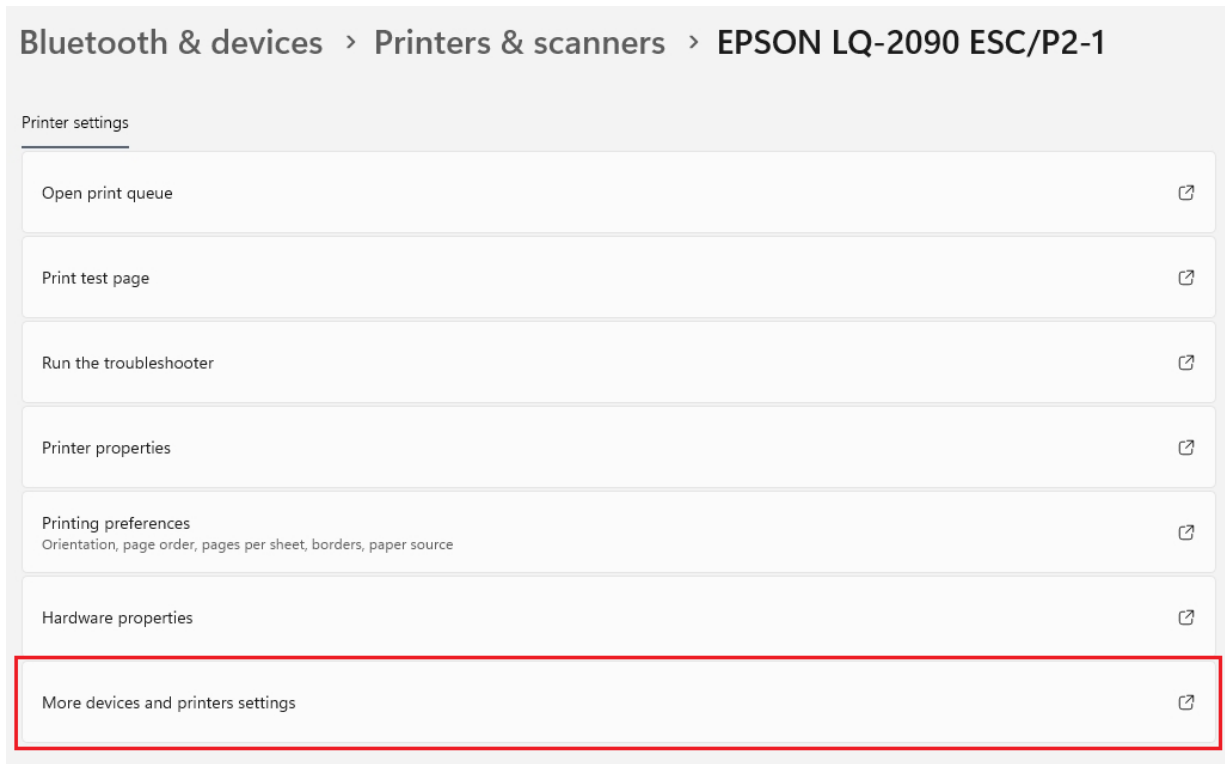 Bluetooth & devices > Printers & scanners > EPSON LQ-2090 ESC/P2-1
Printer settings
Open print queue
Print test page
Run the troubleshooter
Printer properties
Printing preferences
Orientation, page order, pages per sheet, borders, paper source
Hardware properties
More devices and printers settings